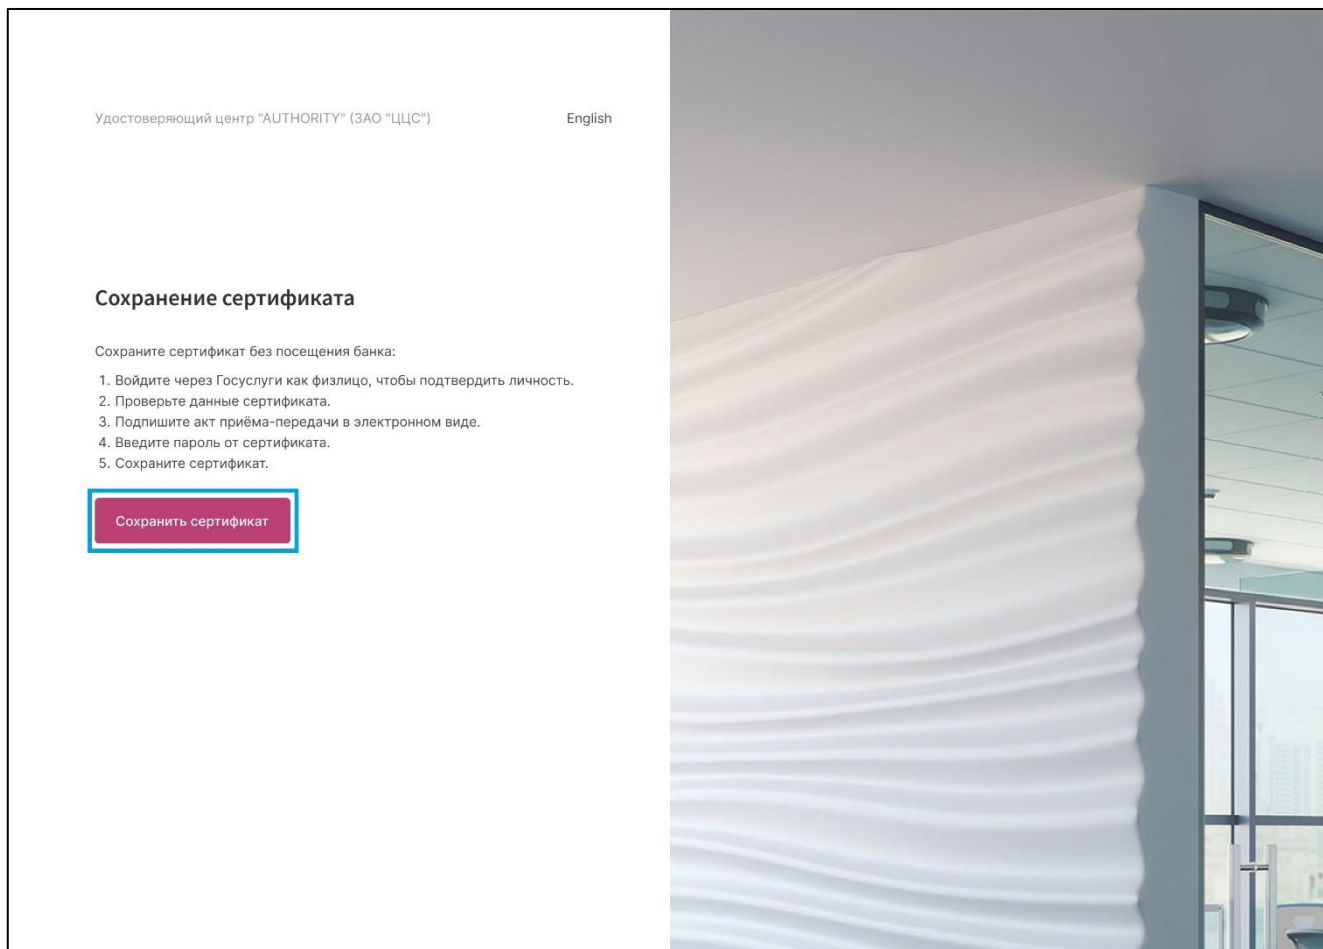 Удостоверяющий центр "AUTHORITY" (ЗАО "ЦЦС")
English
Сохранение сертификата
Сохраните сертификат без посещения банка:
1. Войдите через Госуслуги как физлицо, чтобы подтвердить личность.
2. Проверьте данные сертификата.
3. Подпишите акт приёма-передачи в электронном виде.
4. Введите пароль от сертификата.
5. Сохраните сертификат.
Сохранить сертификат